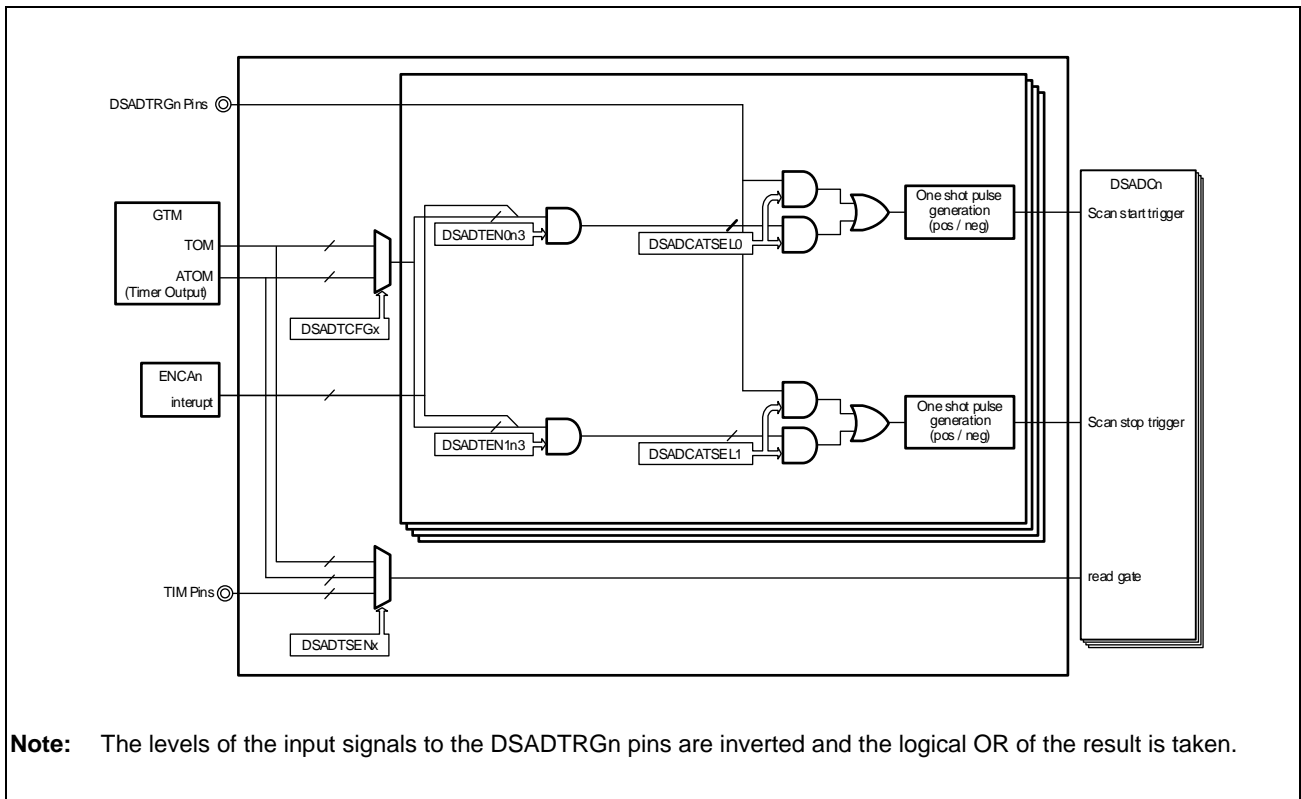 DSADTRGn Pins
DSADCn
One shot pulse
generation
(pos / neg)
Scan start trigger
GTM
TOM
ATOM
(Timer Output)
DSADTEN0n3
DSADCATSEL0
DSADTCFGx
ENCAn
interupt
DSADTEN1n3
DSADCATSEL1
One shot pulse
generation
(pos / neg)
Scan stop trigger
TIM Pins
read gate
DSADTSENx
Note: The levels of the input signals to the DSADTRGn pins are inverted and the logical OR of the result is taken.